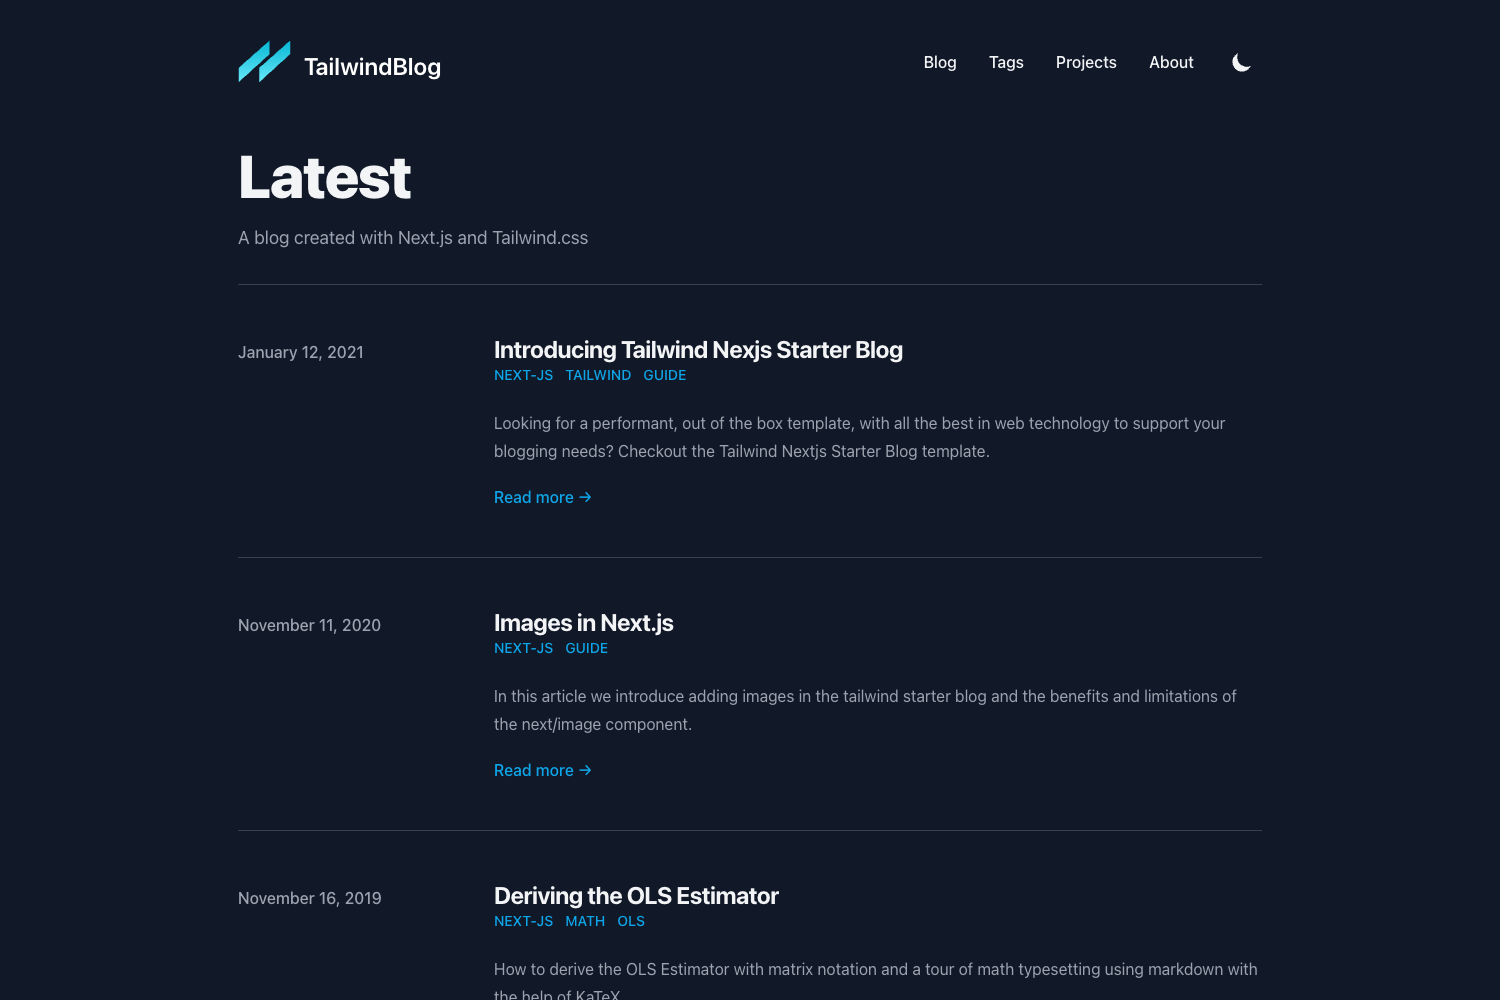 TailwindBlog
Blog Tags Projects About
Latest
A blog created with Next.js and Tailwind.css
January 12, 2021
Introducing Tailwind Nexjs Starter Blog
NEXT-JS TAILWIND GUIDE
Looking for a performant, out of the box template, with all the best in web technology to support your
blogging needs? Checkout the Tailwind Nextjs Starter Blog template.
Read more →
November 11, 2020
Images in Next.js
NEXT-JS GUIDE
In this article we introduce adding images in the tailwind starter blog and the benefits and limitations of
the next/image component.
Read more →
November 16, 2019
Deriving the OLS Estimator
NEXT-JS MATH OLS
How to derive the OLS Estimator with matrix notation and a tour of math typesetting using markdown with
the help of KaTeX.